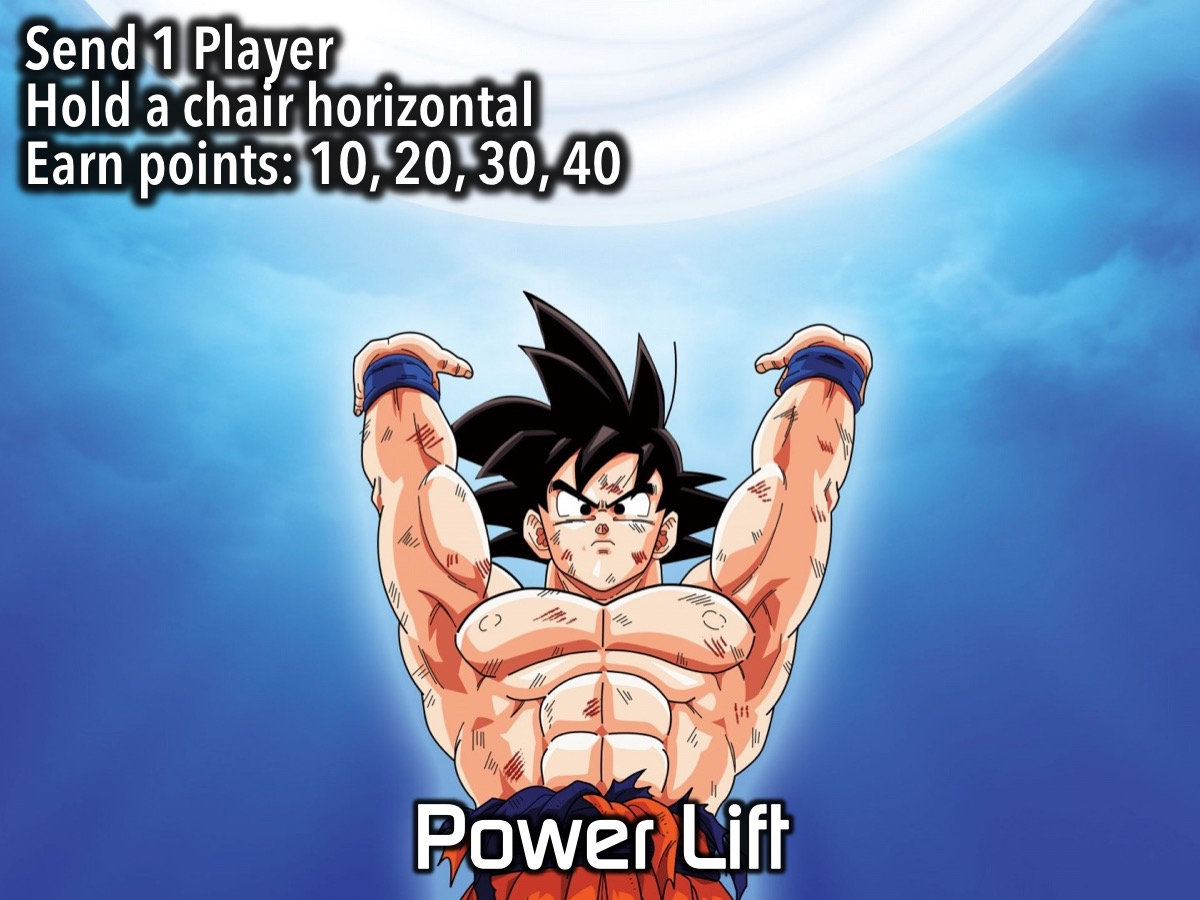 Send 1 Player
Hold a chair horizontal
Earn points: 10, 20, 30, 40
Power Lift